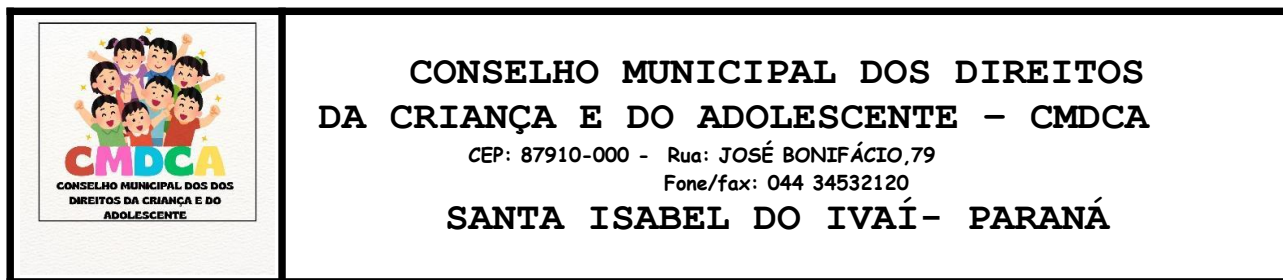 CMDCA
CONSELHO MUNICIPAL DOS DOS
DIREITOS DA CRIANÇA E DO
ADOLESCENTE
CONSELHO MUNICIPAL DOS DIREITOS
DA CRIANÇA E DO ADOLESCENTE – CMDCA
CEP: 87910-000 - Rua: JOSÉ BONIFÁCIO,79
Fone/fax: 044 34532120
SANTA ISABEL DO IVAÍ- PARANÁ